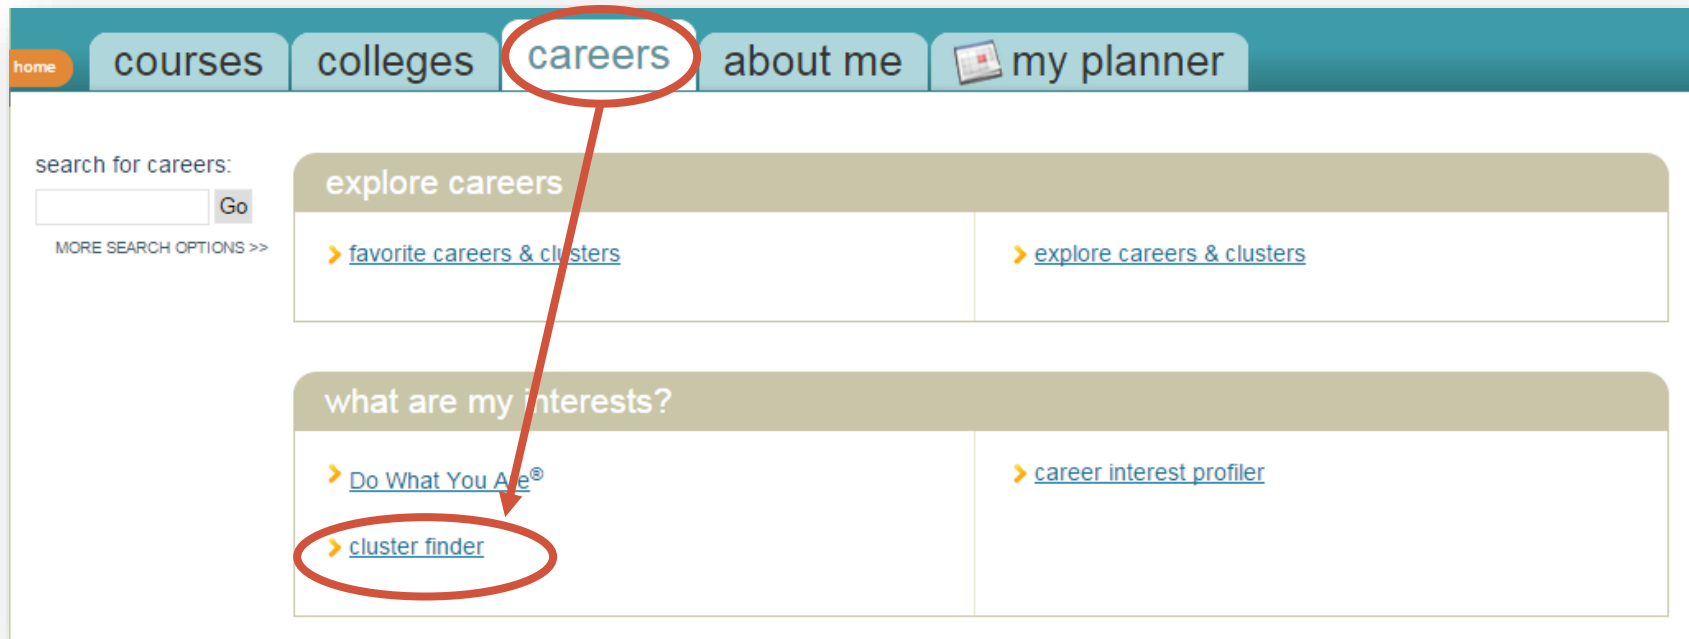 home
courses
colleges
careers
about me
my planner
search for careers:
Go
MORE SEARCH OPTIONS >>
explore careers
favorite careers & clusters
explore careers & clusters
what are my interests?
Do What You Are®
career interest profiler
cluster finder